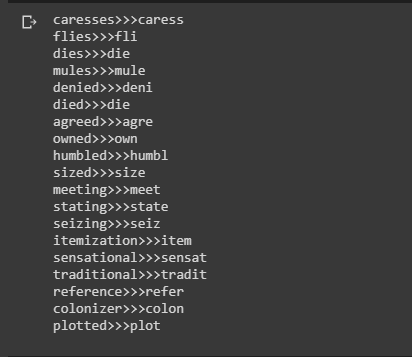 caresses>>>caress
flies>>>fli
dies>>>die
mules>>>mule
denied>>>deni
died>>>die
agreed>>>agre
owned>>>own
humbled>>>humbl
sized>>>size
meeting>>>meet
stating>>>state
seizing>>>seiz
itemization>>>item
sensational>>>sensat
traditional>>>tradit
reference>>>refer
colonizer>>>colon
plotted>>>plot